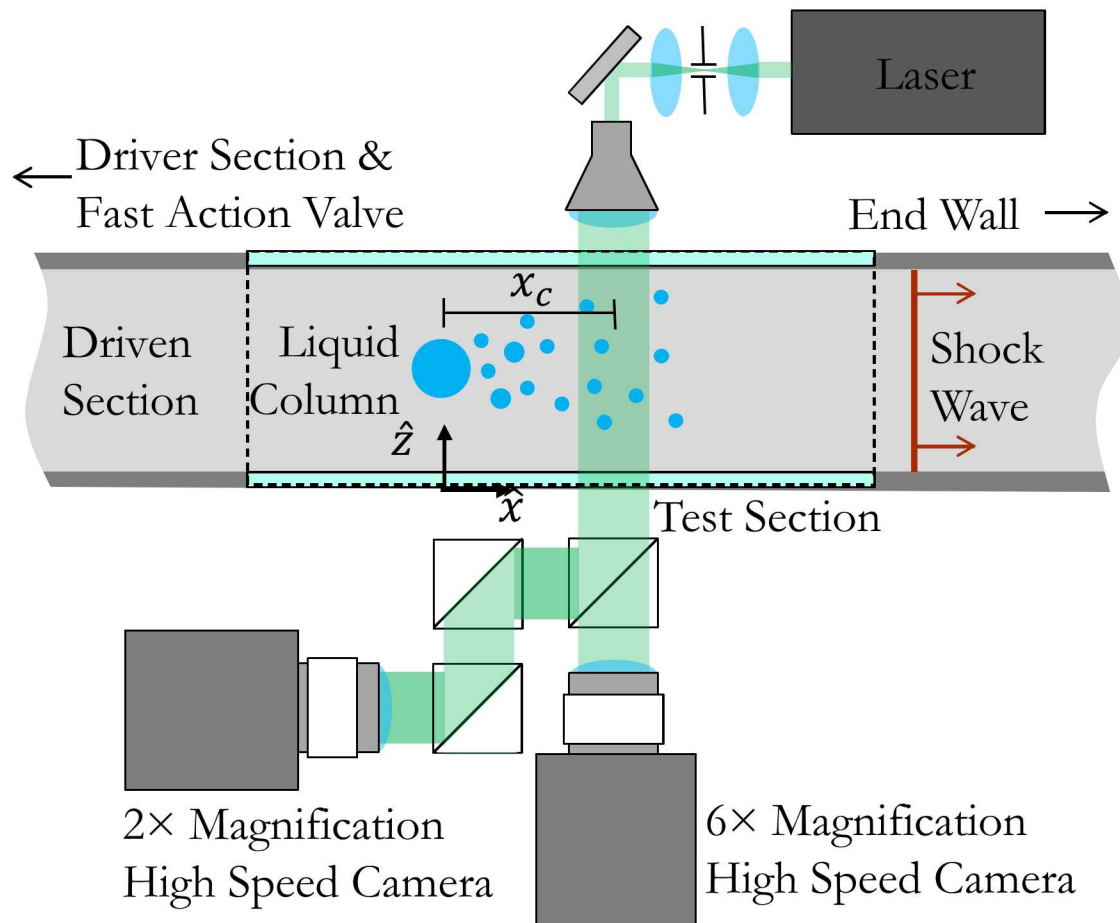 Laser
Driver Section &
Fast Action Valve
End Wall
x_c
Driven
Section
Liquid
Column
Shock
Wave
ẑ
x̂
Test Section
2× Magnification
High Speed Camera
6× Magnification
High Speed Camera